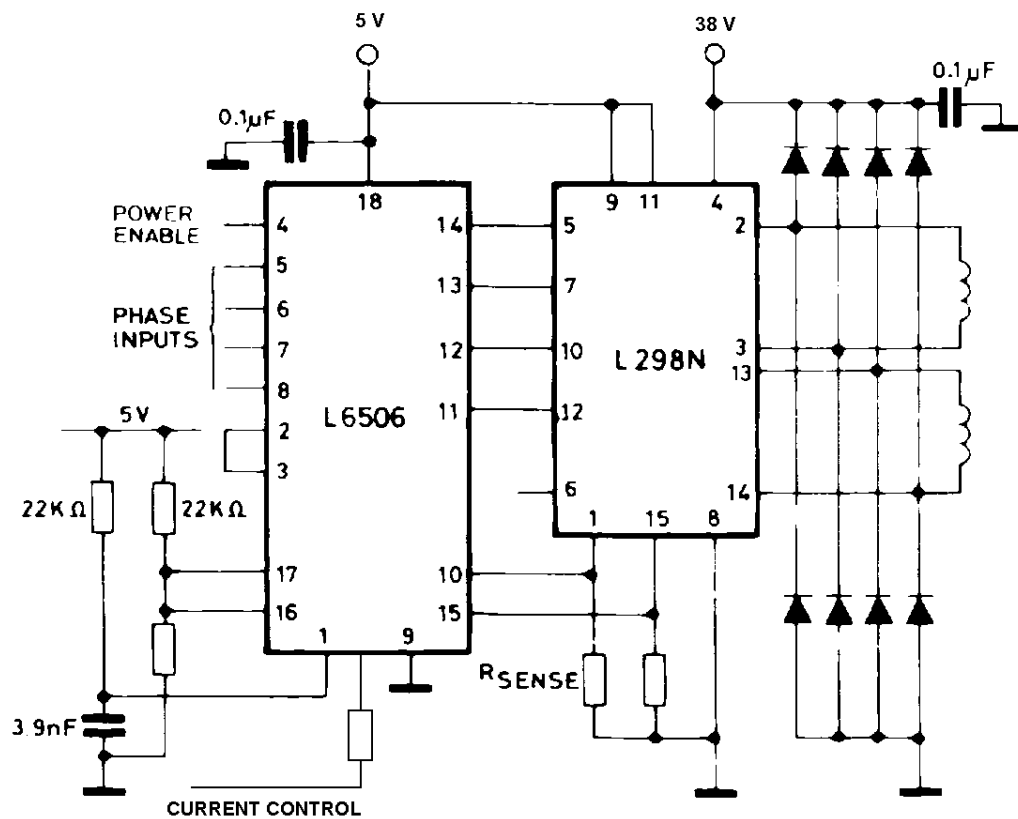 5 V
38 V
0.1µF
0.1µF
18
9
11
4
POWER
ENABLE
4
14
5
2
5
PHASE
INPUTS
6
13
7
7
12
10
3
8
L298N
13
L6506
11
12
5V
2
3
6
14
22KΩ
22KΩ
1
15
8
17
10
16
15
1
9
RSENSE
3.9nF
CURRENT CONTROL